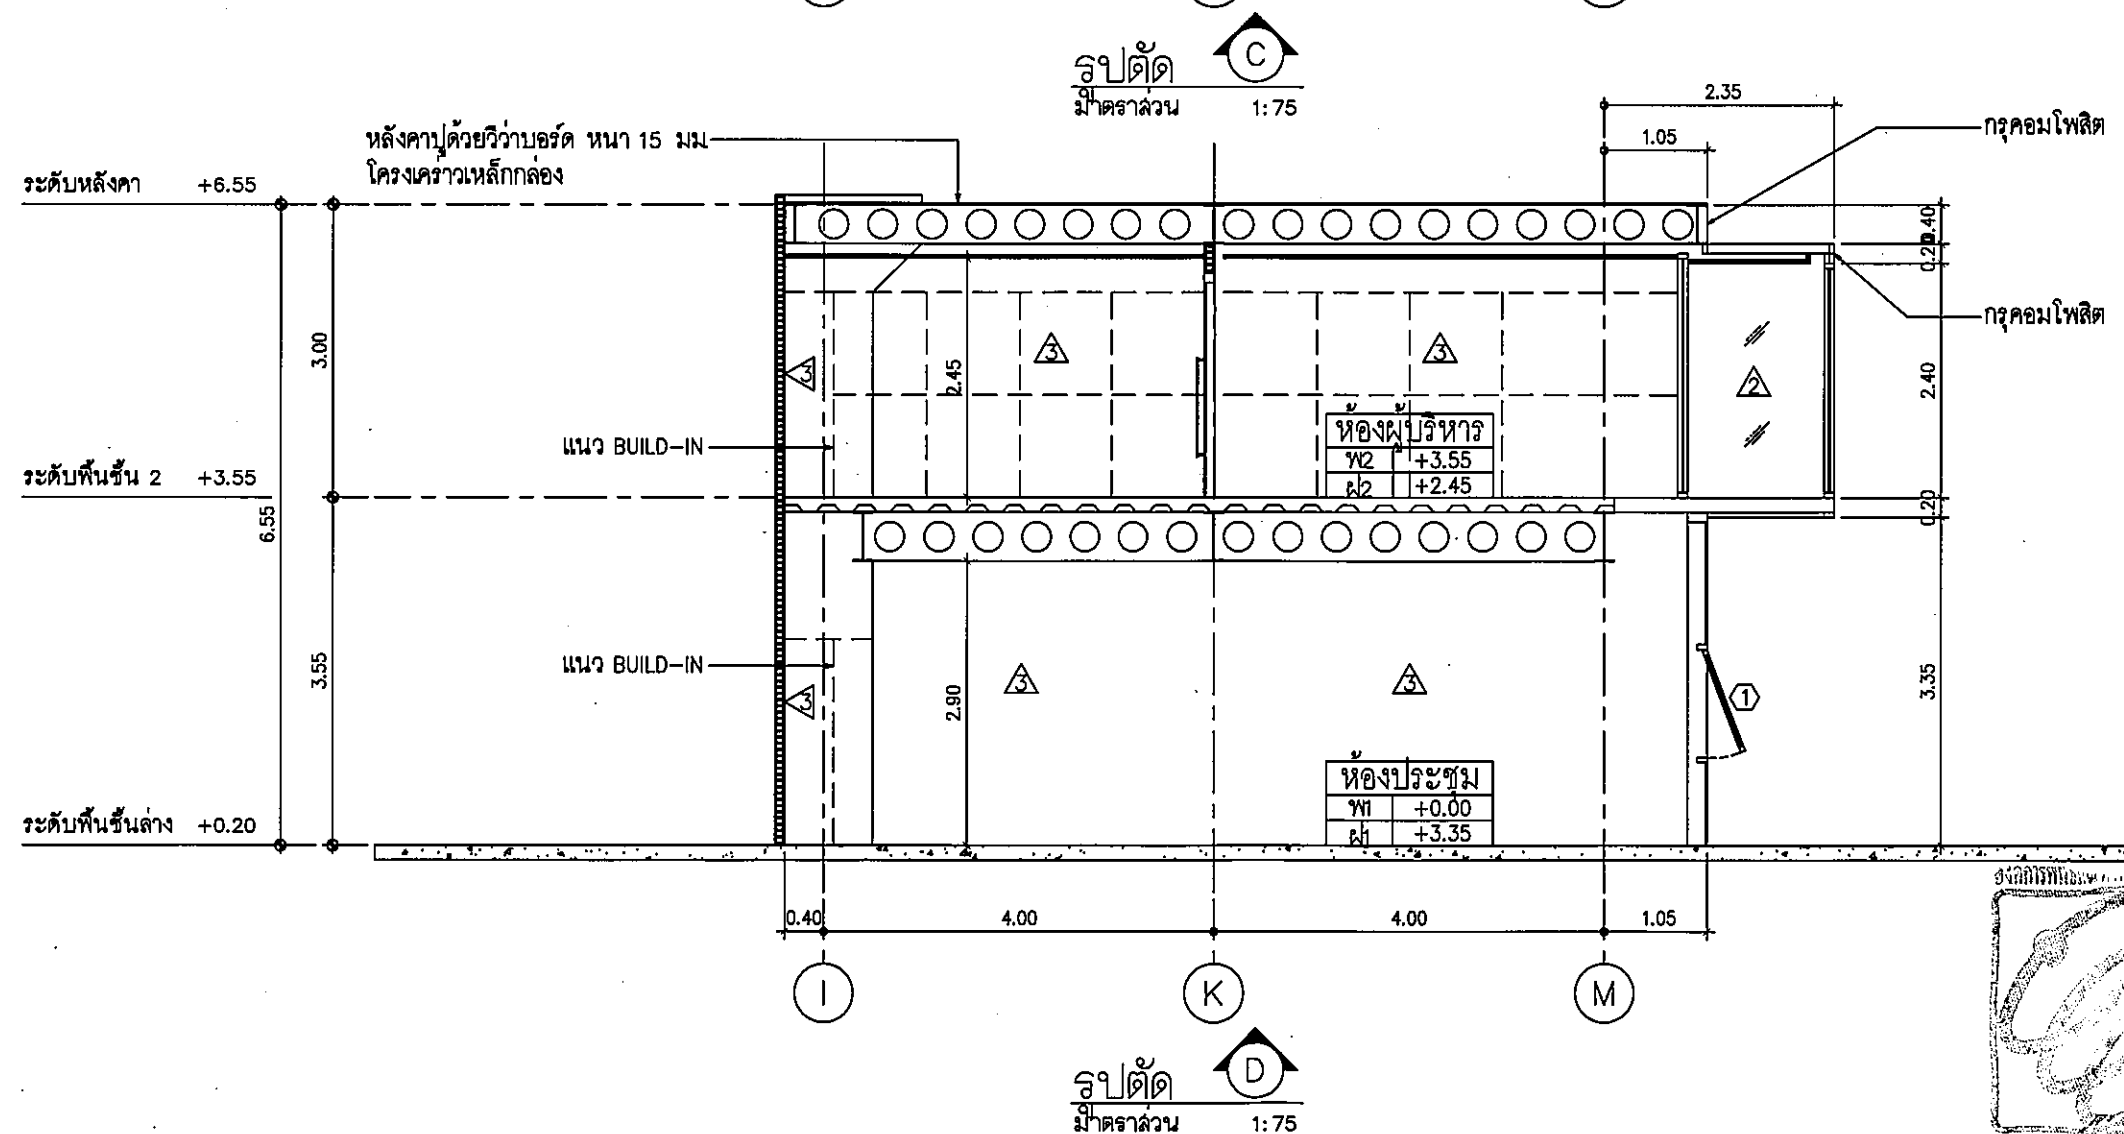 รูปตัด C
มาตราส่วน 1:75
2.35
1.05
กรุคอมโพสิต
หลังคาปูด้วยวีว่าบอร์ด หนา 15 มม.
โครงเคร่าวเหล็กกล่อง
ระดับหลังคา +6.55
0.40
0.20
กรุคอมโพสิต
3.00
2.45
3
3
3
2
2.40
แนว BUILD-IN
ห้องผู้บริหาร
พ2 +3.55
ฝ2 +2.45
ระดับพื้นชั้น 2 +3.55
0.20
6.55
แนว BUILD-IN
3.55
2.90
3
3
3
1
3.35
ห้องประชุม
พ1 +0.00
ฝ1 +3.35
ระดับพื้นชั้นล่าง +0.20
0.40 4.00 4.00 1.05
I K M
รูปตัด D
มาตราส่วน 1:75